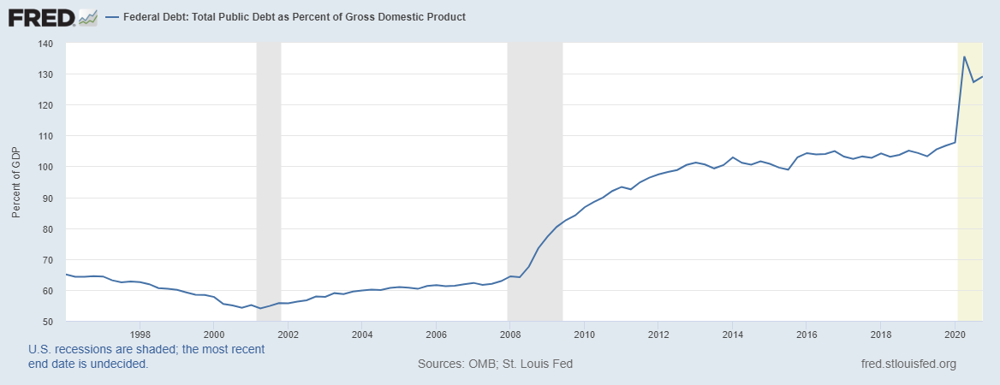 FRED
Federal Debt: Total Public Debt as Percent of Gross Domestic Product
140
130
120
110
100
90
80
70
60
50
Percent of GDP
1998 2000 2002 2004 2006 2008 2010 2012 2014 2016 2018 2020
U.S. recessions are shaded; the most recent
end date is undecided.
Sources: OMB; St. Louis Fed
fred.stlouisfed.org